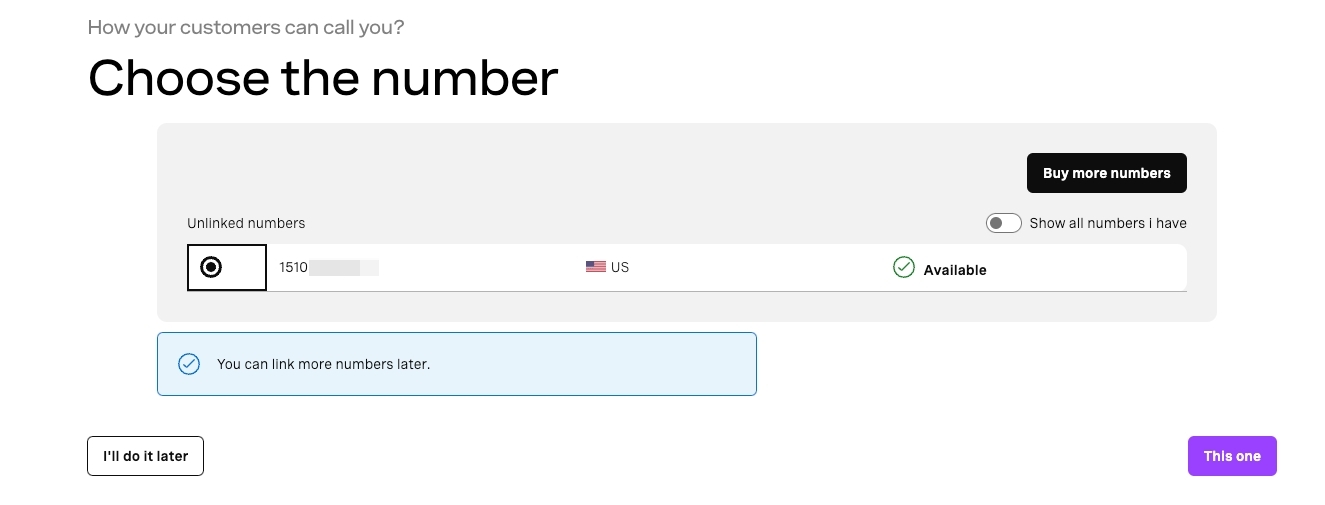 How your customers can call you?
Choose the number
Buy more numbers
Unlinked numbers
Show all numbers i have
1510
US
Available
You can link more numbers later.
I'll do it later
This one